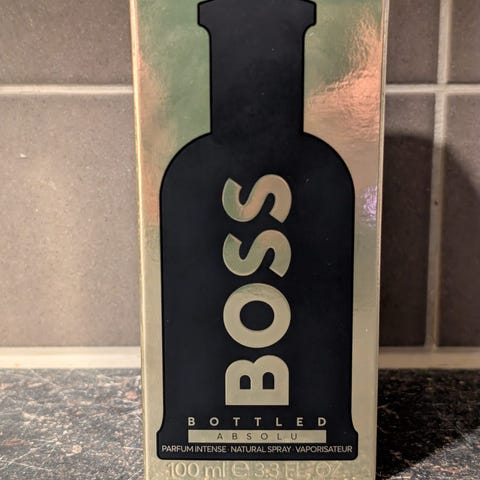 BOSS
BOTTLED
ABSOLU
PARFUM INTENSE · NATURAL SPRAY · VAPORISATEUR
100 ml ℮ 3.3 FL. OZ.